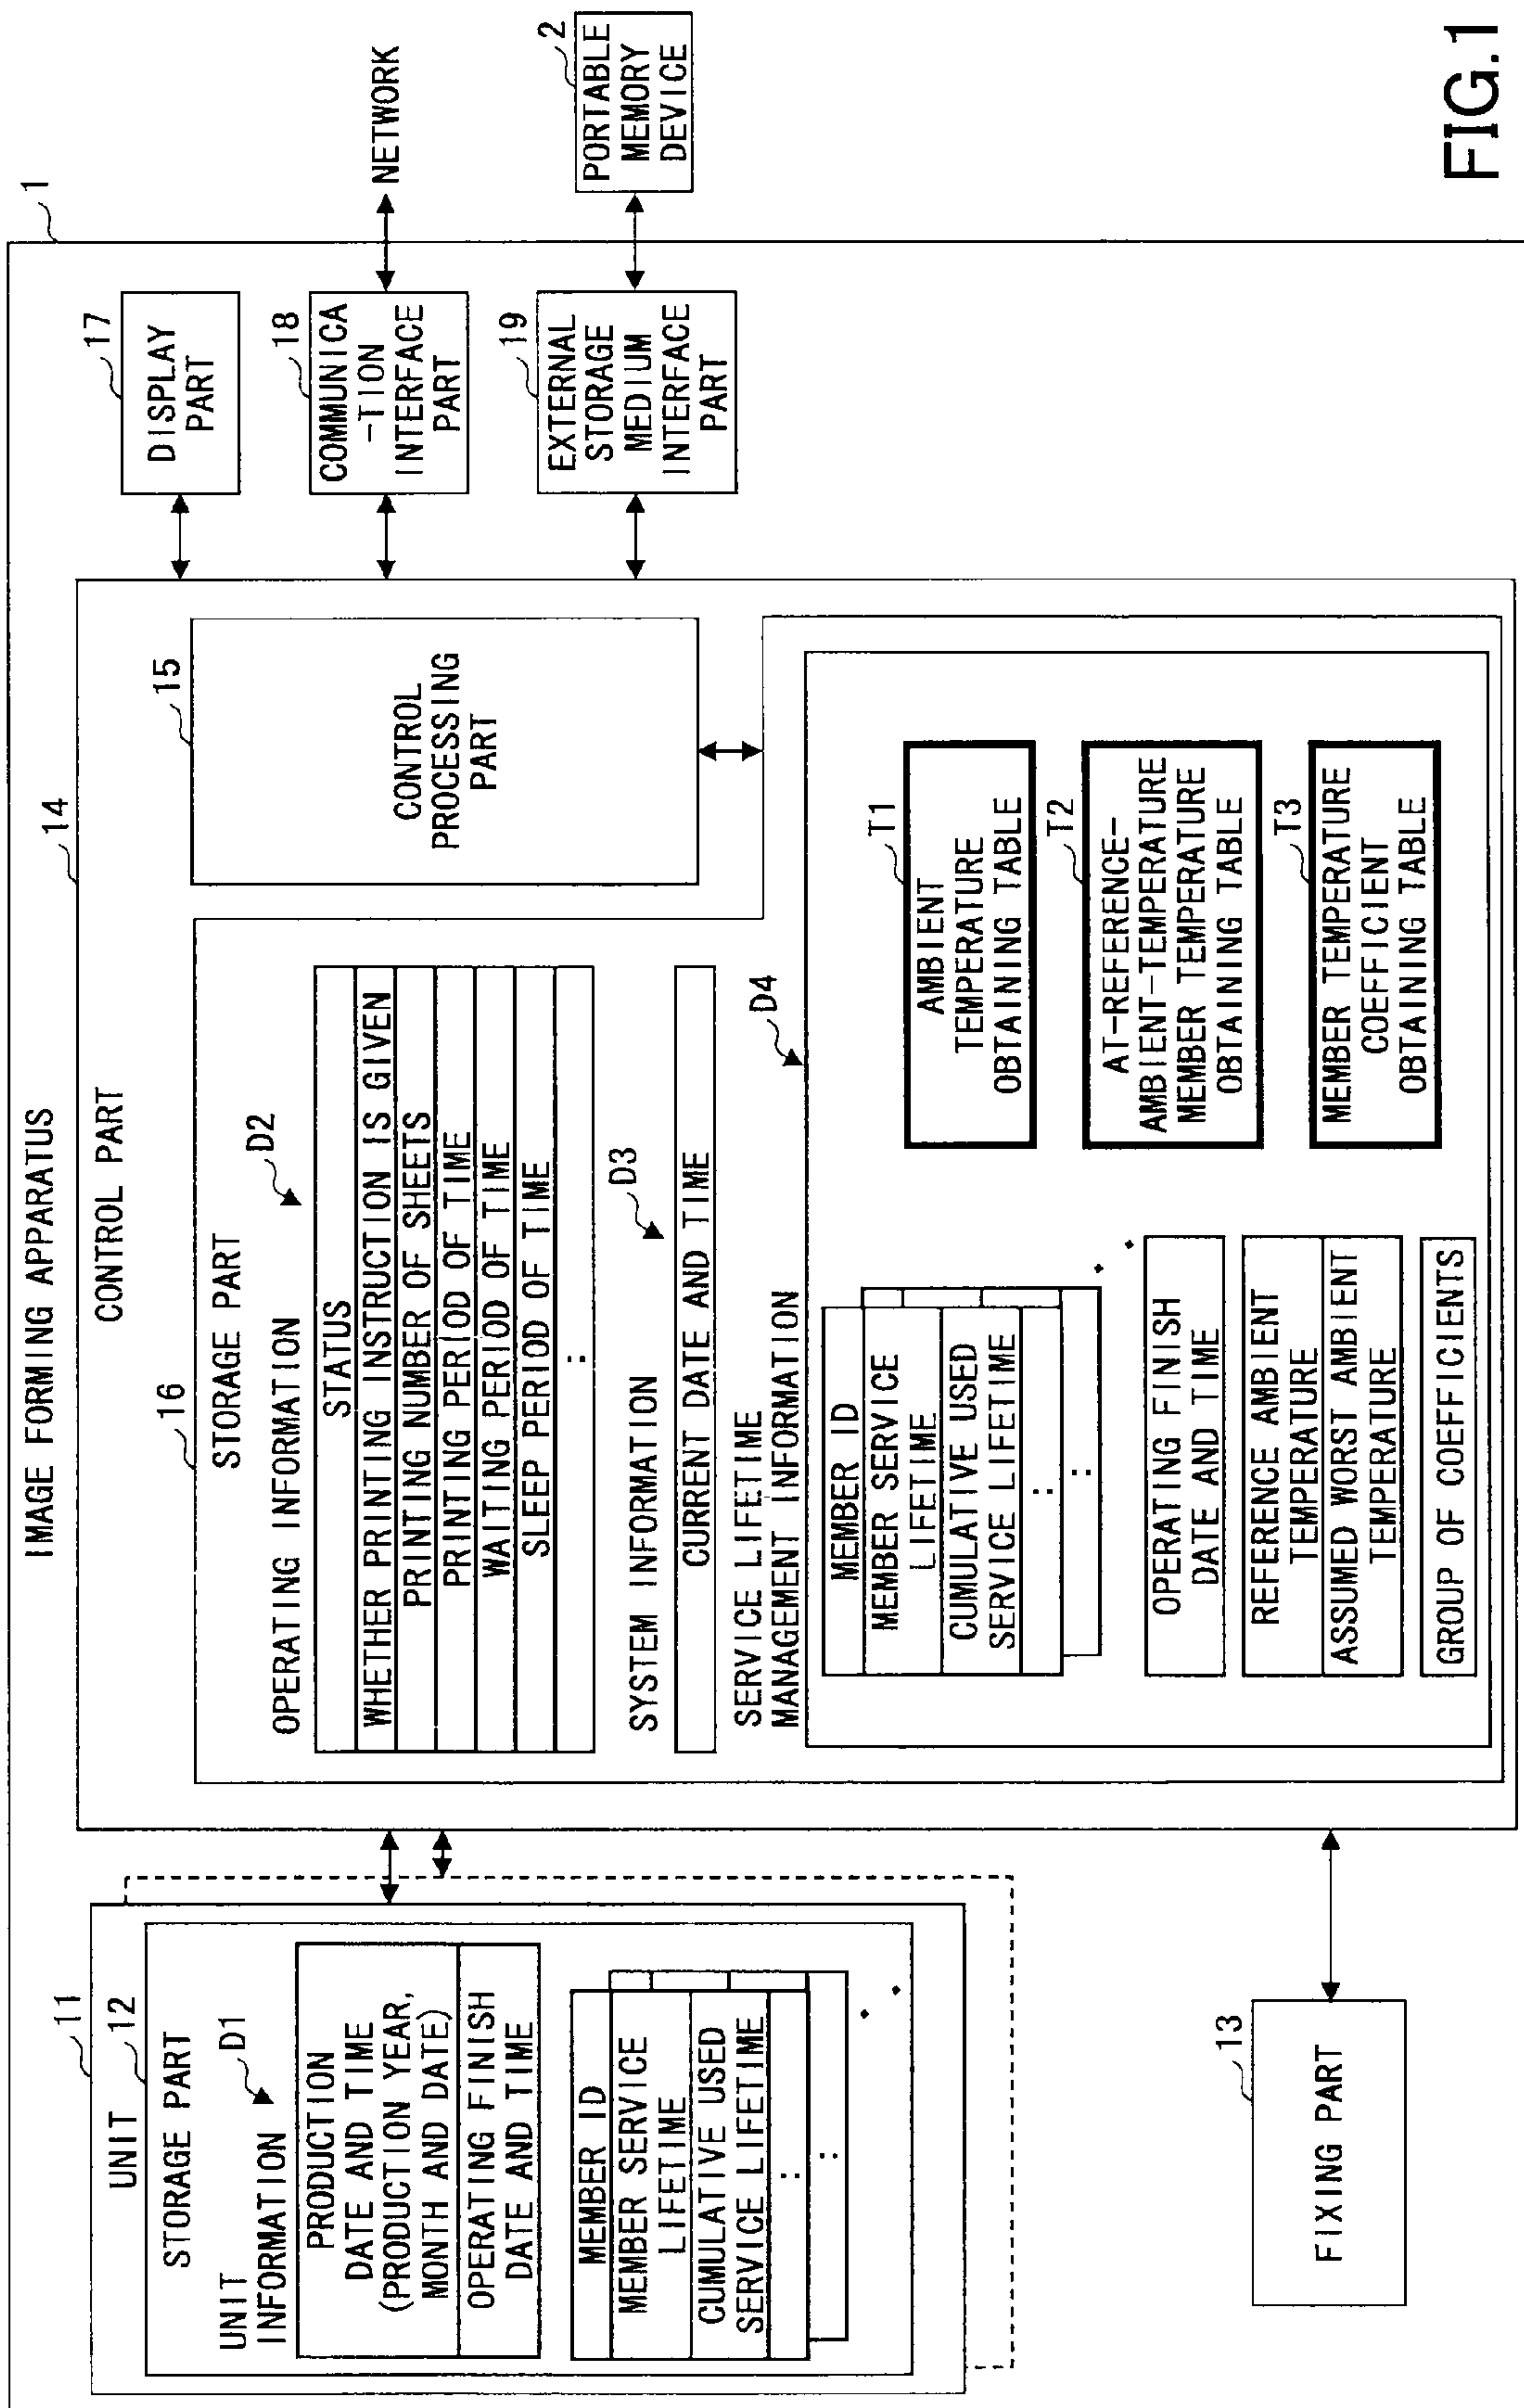 IMAGE FORMING APPARATUS
1
11
UNIT
12
STORAGE PART
UNIT
INFORMATION
D1
PRODUCTION
DATE AND TIME
(PRODUCTION YEAR,
MONTH AND DATE)
OPERATING FINISH
DATE AND TIME
MEMBER ID
MEMBER SERVICE
LIFETIME
CUMULATIVE USED
SERVICE LIFETIME
:
:
13
FIXING PART
14
CONTROL PART
16
STORAGE PART
OPERATING INFORMATION
D2
STATUS
WHETHER PRINTING INSTRUCTION IS GIVEN
PRINTING NUMBER OF SHEETS
PRINTING PERIOD OF TIME
WAITING PERIOD OF TIME
SLEEP PERIOD OF TIME
:
SYSTEM INFORMATION
D3
CURRENT DATE AND TIME
SERVICE LIFETIME
MANAGEMENT INFORMATION
D4
MEMBER ID
MEMBER SERVICE
LIFETIME
CUMULATIVE USED
SERVICE LIFETIME
:
:
OPERATING FINISH
DATE AND TIME
REFERENCE AMBIENT
TEMPERATURE
ASSUMED WORST AMBIENT
TEMPERATURE
GROUP OF COEFFICIENTS
T1
AMBIENT
TEMPERATURE
OBTAINING TABLE
T2
AT-REFERENCE-
AMBIENT-TEMPERATURE
MEMBER TEMPERATURE
OBTAINING TABLE
T3
MEMBER TEMPERATURE
COEFFICIENT
OBTAINING TABLE
15
CONTROL
PROCESSING
PART
17
DISPLAY
PART
18
COMMUNICA
-TION
INTERFACE
PART
NETWORK
19
EXTERNAL
STORAGE
MEDIUM
INTERFACE
PART
2
PORTABLE
MEMORY
DEVICE
FIG.1